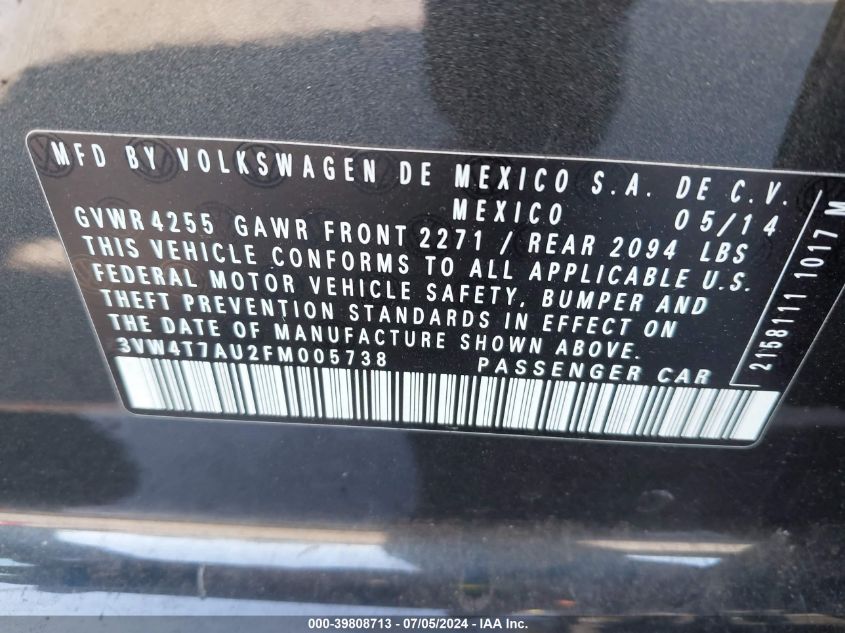 MFD BY VOLKSWAGEN DE MEXICO S.A. DE C.V.
MEXICO 05/14
GVWR 4255 GAWR FRONT 2271 / REAR 2094 LBS
THIS VEHICLE CONFORMS TO ALL APPLICABLE U.S.
FEDERAL MOTOR VEHICLE SAFETY, BUMPER AND
THEFT PREVENTION STANDARDS IN EFFECT ON
THE DATE OF MANUFACTURE SHOWN ABOVE.
3VW4T7AU2FM005738 PASSENGER CAR
2158111 1017 M
000-39808713 - 07/05/2024 - IAA Inc.